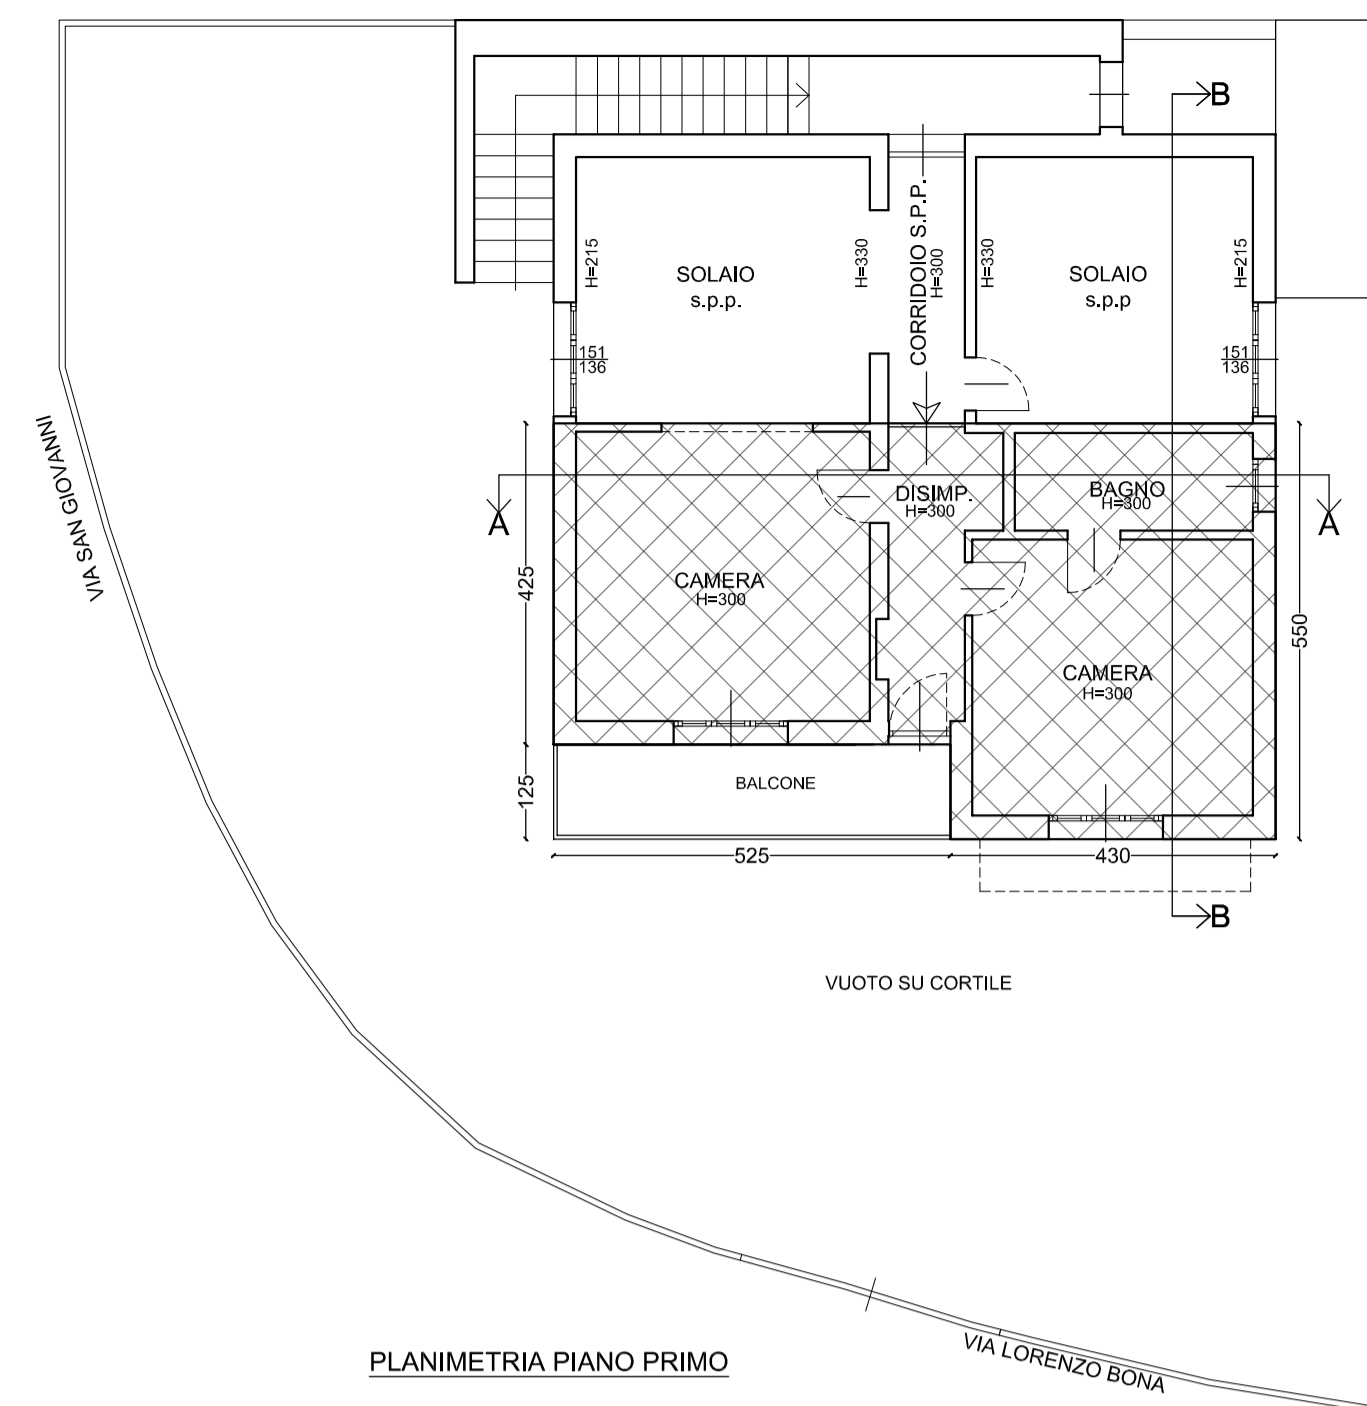 B
CORRIDOIO S.P.P.
H=300
H=215
SOLAIO
s.p.p.
H=330
H=330
SOLAIO
s.p.p
H=215
151
136
151
136
VIA SAN GIOVANNI
A
DISIMP.
H=300
BAGNO
H=300
A
425
CAMERA
H=300
550
CAMERA
H=300
125
BALCONE
525
430
B
VUOTO SU CORTILE
PLANIMETRIA PIANO PRIMO
VIA LORENZO BONA